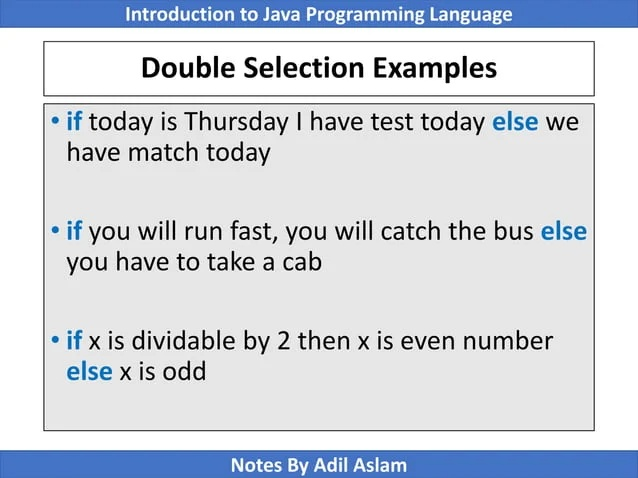 Introduction to Java Programming Language
Double Selection Examples
• if today is Thursday I have test today else we
have match today
• if you will run fast, you will catch the bus else
you have to take a cab
• if x is dividable by 2 then x is even number
else x is odd
Notes By Adil Aslam